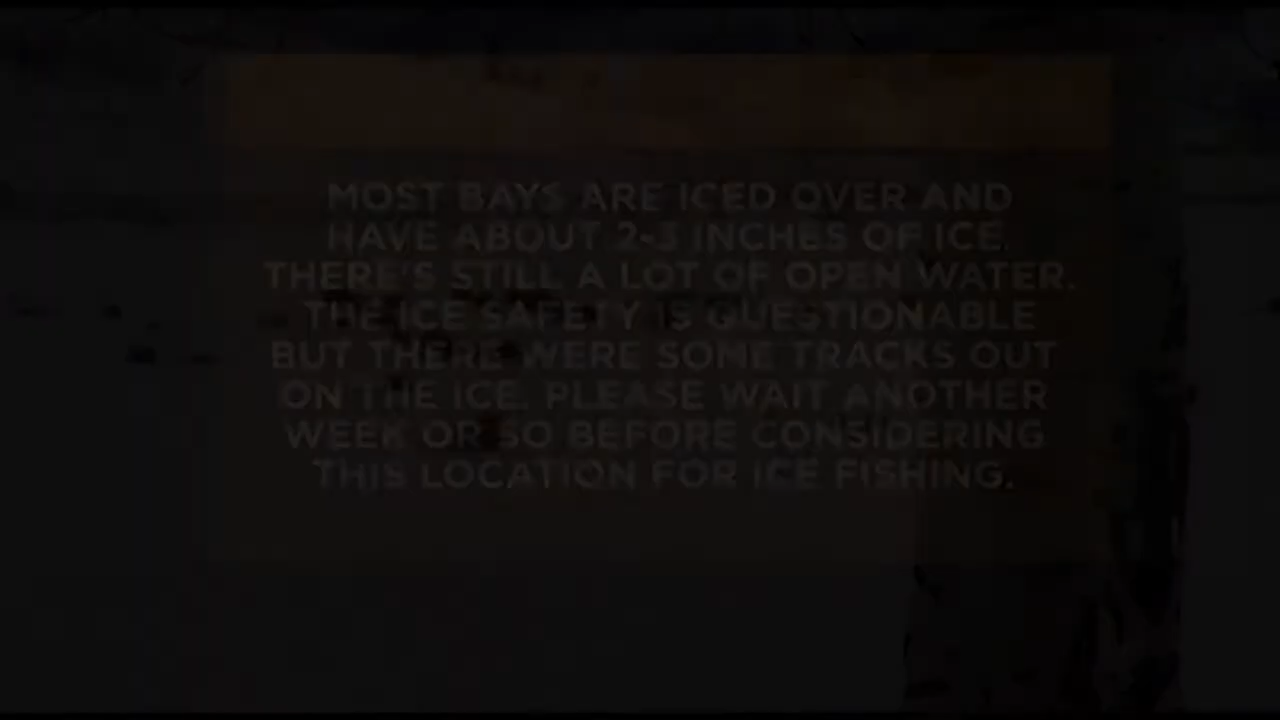 MOST BAYS ARE ICED OVER AND
HAVE ABOUT 2-3 INCHES OF ICE.
THERE'S STILL A LOT OF OPEN WATER.
THE ICE SAFETY IS QUESTIONABLE
BUT THERE WERE SOME TRACKS OUT
ON THE ICE. PLEASE WAIT ANOTHER
WEEK OR SO BEFORE CONSIDERING
THIS LOCATION FOR ICE FISHING.